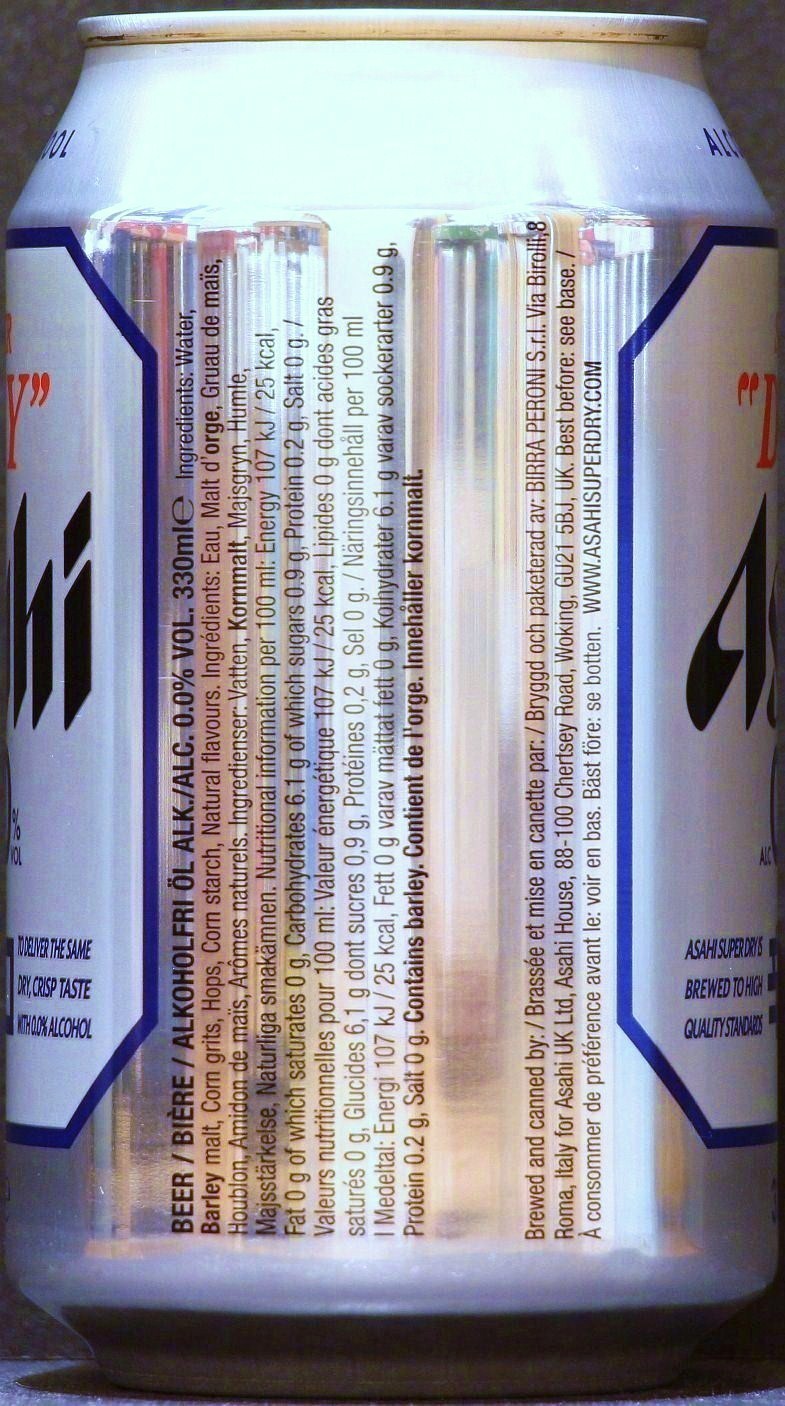 OOL
ALC
Y”
hi
%
VOL
TO DELIVER THE SAME
DRY, CRISP TASTE
WITH 0.0% ALCOHOL
BEER / BIÈRE / ALKOHOLFRI ÖL ALK./ALC. 0.0% VOL. 330ml℮ Ingredients: Water,
Barley malt, Corn grits, Hops, Corn starch, Natural flavours. Ingrédients: Eau, Malt d'orge, Gruau de maïs,
Houblon, Amidon de maïs, Arômes naturels. Ingredienser: Vatten, Kornmalt, Majsgryn, Humle,
Majsstärkelse, Naturliga smakämnen. Nutritional information per 100 ml: Energy 107 kJ / 25 kcal,
Fat 0 g of which saturates 0 g, Carbohydrates 6.1 g of which sugars 0.9 g, Protein 0.2 g, Salt 0 g. /
Valeurs nutritionnelles pour 100 ml: Valeur énergétique 107 kJ / 25 kcal, Lipides 0 g dont acides gras
saturés 0 g, Glucides 6,1 g dont sucres 0,9 g, Protéines 0,2 g, Sel 0 g. / Näringsinnehåll per 100 ml
I Medeltal: Energi 107 kJ / 25 kcal, Fett 0 g varav mättat fett 0 g, Kolhydrater 6.1 g varav sockerarter 0.9 g,
Protein 0.2 g, Salt 0 g. Contains barley. Contient de l'orge. Innehåller kornmalt.
Brewed and canned by: / Brassée et mise en canette par: / Bryggd och paketerad av: BIRRA PERONI S.r.l. Via Birolli,8
Roma, Italy for Asahi UK Ltd, Asahi House, 88-100 Chertsey Road, Woking, GU21 5BJ, UK. Best before: see base. /
À consommer de préférence avant le: voir en bas. Bäst före: se botten. WWW.ASAHISUPERDRY.COM
“D
As
ALC
ASAHI SUPER DRY IS
BREWED TO HIGH
QUALITY STANDARDS